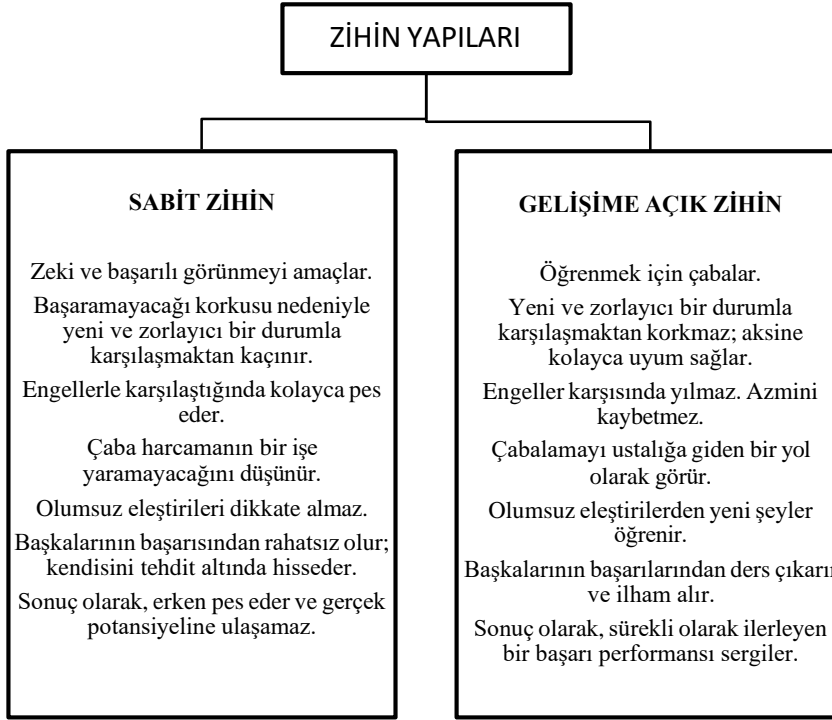 ZİHİN YAPILARI
SABİT ZİHİN
Zeki ve başarılı görünmeyi amaçlar.
Başaramayacağı korkusu nedeniyle
yeni ve zorlayıcı bir durumla
karşılaşmaktan kaçınır.
Engellerle karşılaştığında kolayca pes
eder.
Çaba harcamanın bir işe
yaramayacağını düşünür.
Olumsuz eleştirileri dikkate almaz.
Başkalarının başarısından rahatsız olur;
kendisini tehdit altında hisseder.
Sonuç olarak, erken pes eder ve gerçek
potansiyeline ulaşamaz.
GELİŞİME AÇIK ZİHİN
Öğrenmek için çabalar.
Yeni ve zorlayıcı bir durumla
karşılaşmaktan korkmaz; aksine
kolayca uyum sağlar.
Engeller karşısında yılmaz. Azmini
kaybetmez.
Çabalamayı ustalığa giden bir yol
olarak görür.
Olumsuz eleştirilerden yeni şeyler
öğrenir.
Başkalarının başarılarından ders çıkarır
ve ilham alır.
Sonuç olarak, sürekli olarak ilerleyen
bir başarı performansı sergiler.